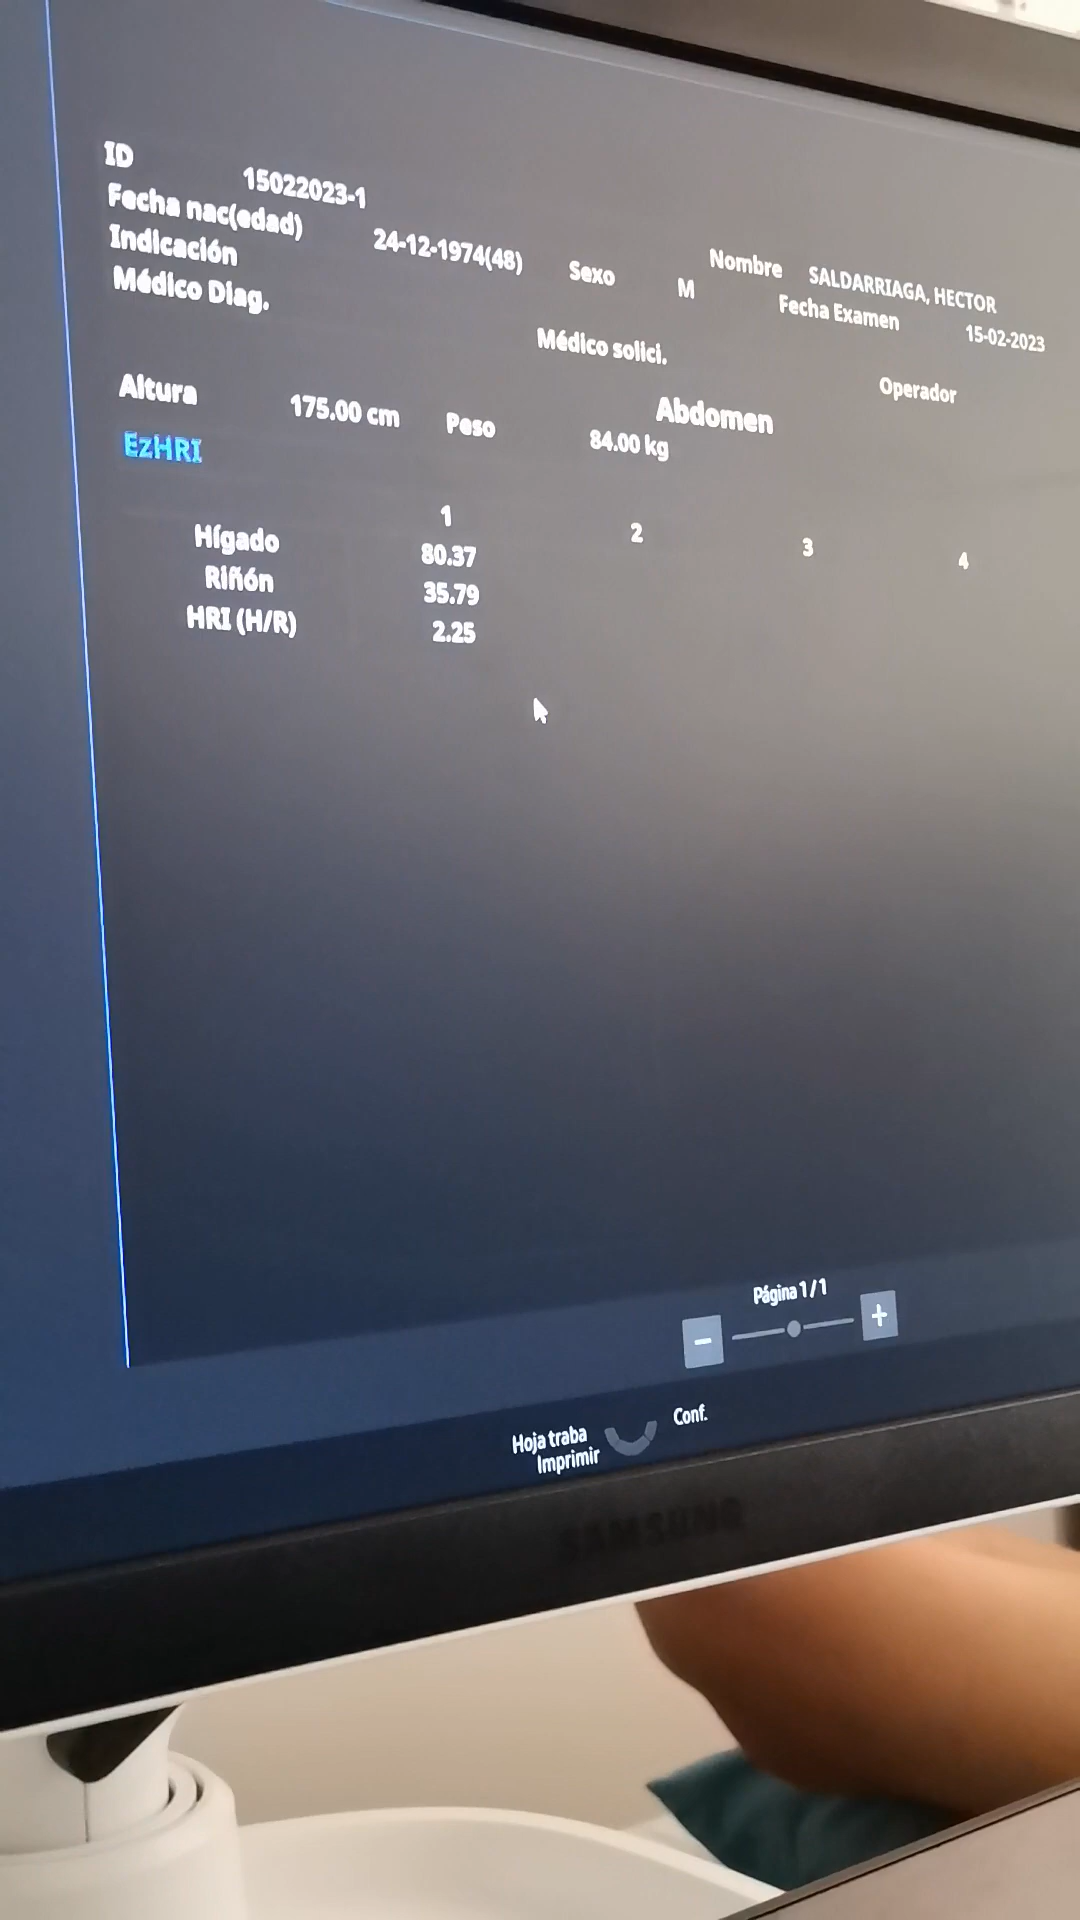 ID 15022023-1 Nombre SALDARRIAGA, HECTOR
Fecha nac(edad) 24-12-1974(48) Sexo M Fecha Examen 15-02-2023
Indicación
Médico Diag. Médico solici. Operador
Abdomen
Altura 175.00 cm Peso 84.00 kg
EzHRI
1 2 3 4
Hígado 80.37
Riñón 35.79
HRI (H/R) 2.25
Página 1/1
- +
Hoja traba Conf.
Imprimir
SAMSUNG